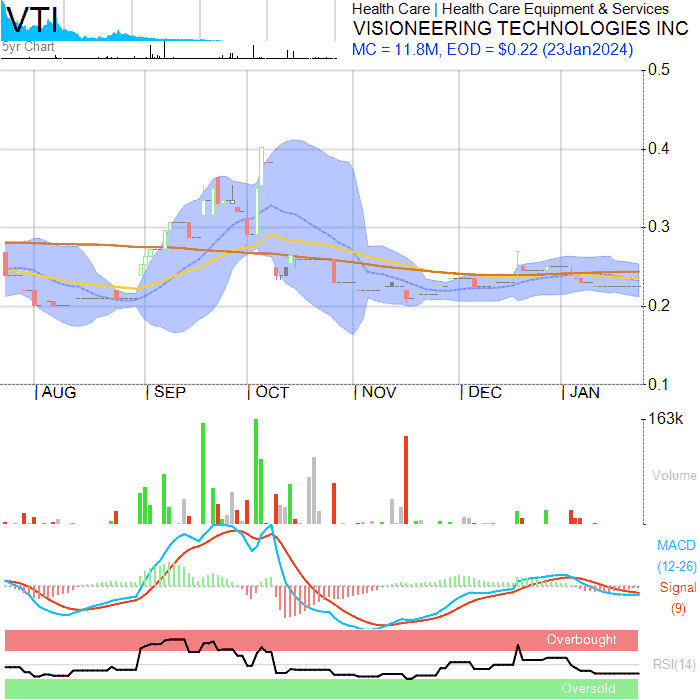 VTI
5yr Chart
Health Care | Health Care Equipment & Services
VISIONEERING TECHNOLOGIES INC
MC = 11.8M, EOD = $0.22 (23Jan2024)
0.5
0.4
0.3
0.2
0.1
AUG SEP OCT NOV DEC JAN
163k
Volume
MACD
(12-26)
Signal
(9)
Overbought
RSI(14)
Oversold